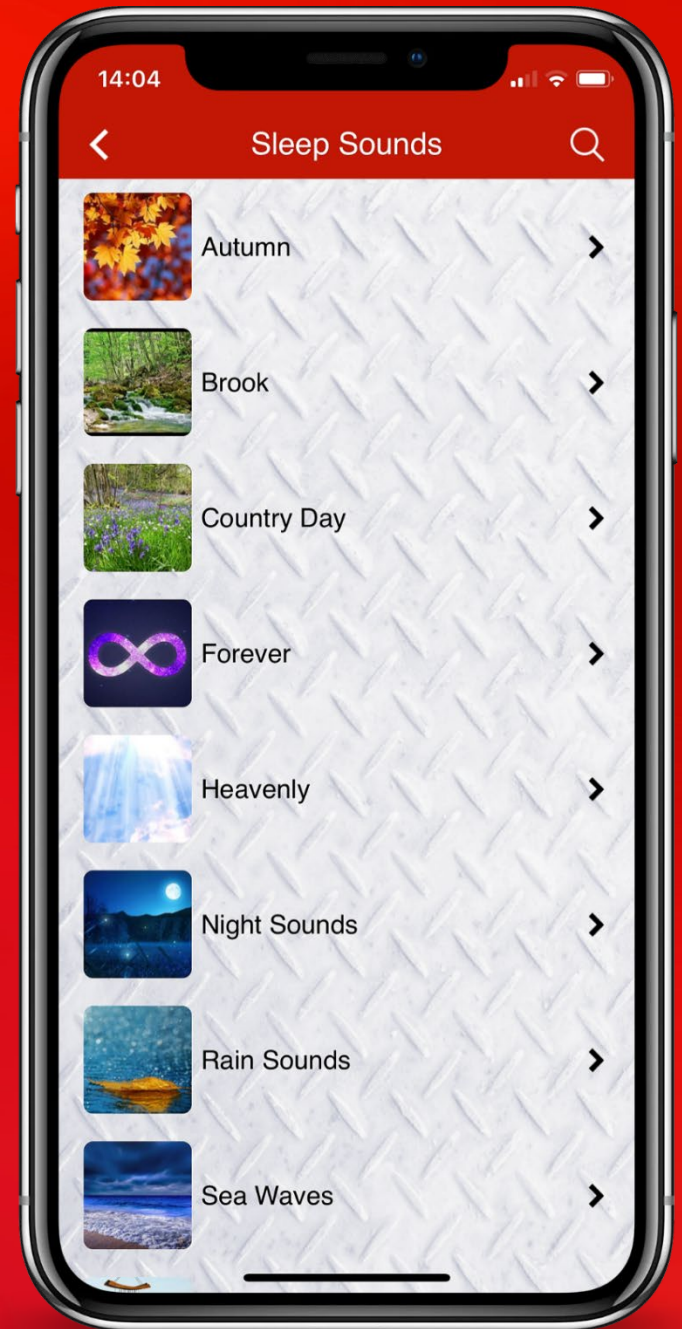 14:04
Sleep Sounds
Autumn
Brook
Country Day
Forever
Heavenly
Night Sounds
Rain Sounds
Sea Waves